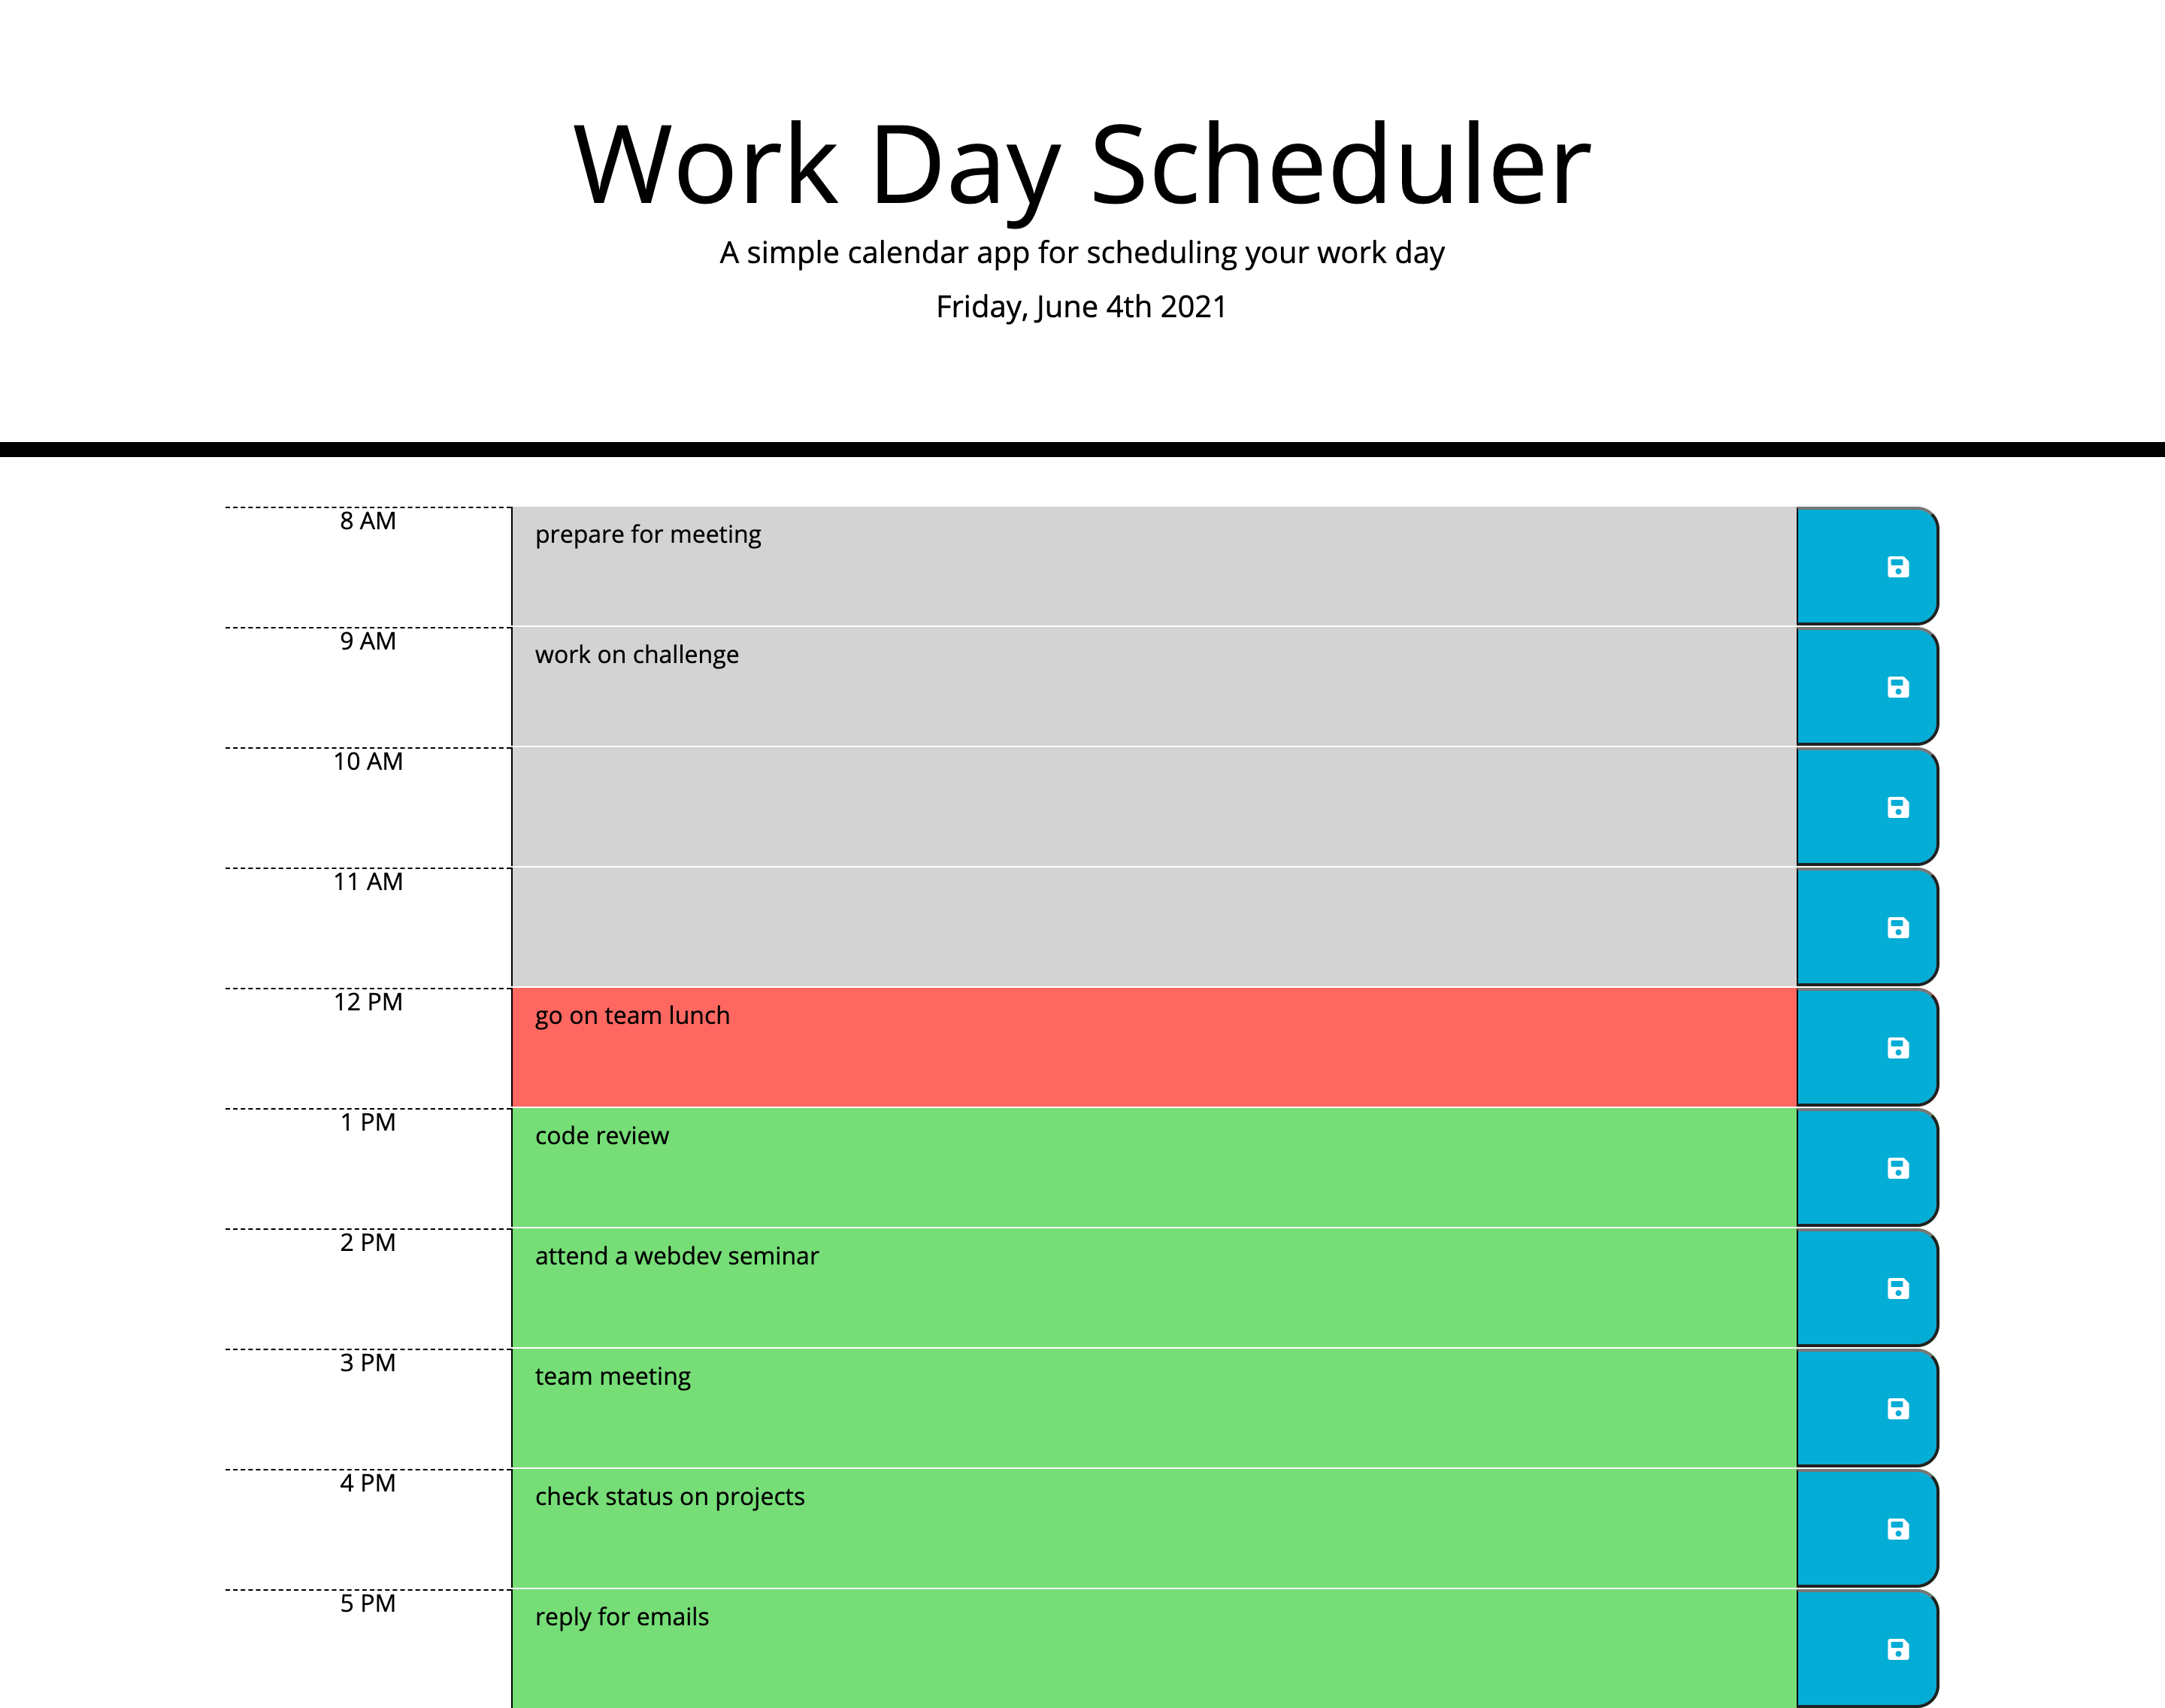 Work Day Scheduler
A simple calendar app for scheduling your work day
Friday, June 4th 2021
8 AM
prepare for meeting
9 AM
work on challenge
10 AM
11 AM
12 PM
go on team lunch
1 PM
code review
2 PM
attend a webdev seminar
3 PM
team meeting
4 PM
check status on projects
5 PM
reply for emails